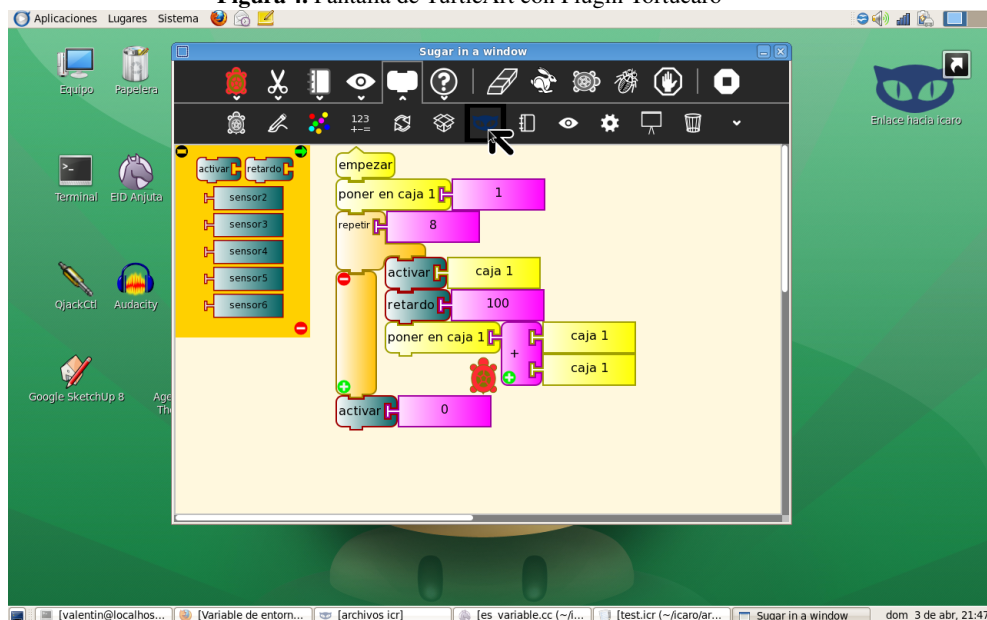 Figura 4. Pantalla de TurtleArt con Plugin Tortucaro
Aplicaciones Lugares Sistema
Sugar in a window
Equipo Papelera
Enlace hacia icaro
123
+-=
activar retardo
empezar
sensor2
poner en caja 1 1
Terminal EID Anjuta
sensor3
repetir 8
sensor4
activar caja 1
sensor5
retardo 100
QjackCtl Audacity
sensor6
poner en caja 1 + caja 1
caja 1
Google SketchUp 8
Age
Th
activar 0
[valentin@localhos... [Variable de entorn... [archivos icr] [es_variable.cc (~/i... [test.icr (~/icaro/ar... Sugar in a window dom 3 de abr, 21:47